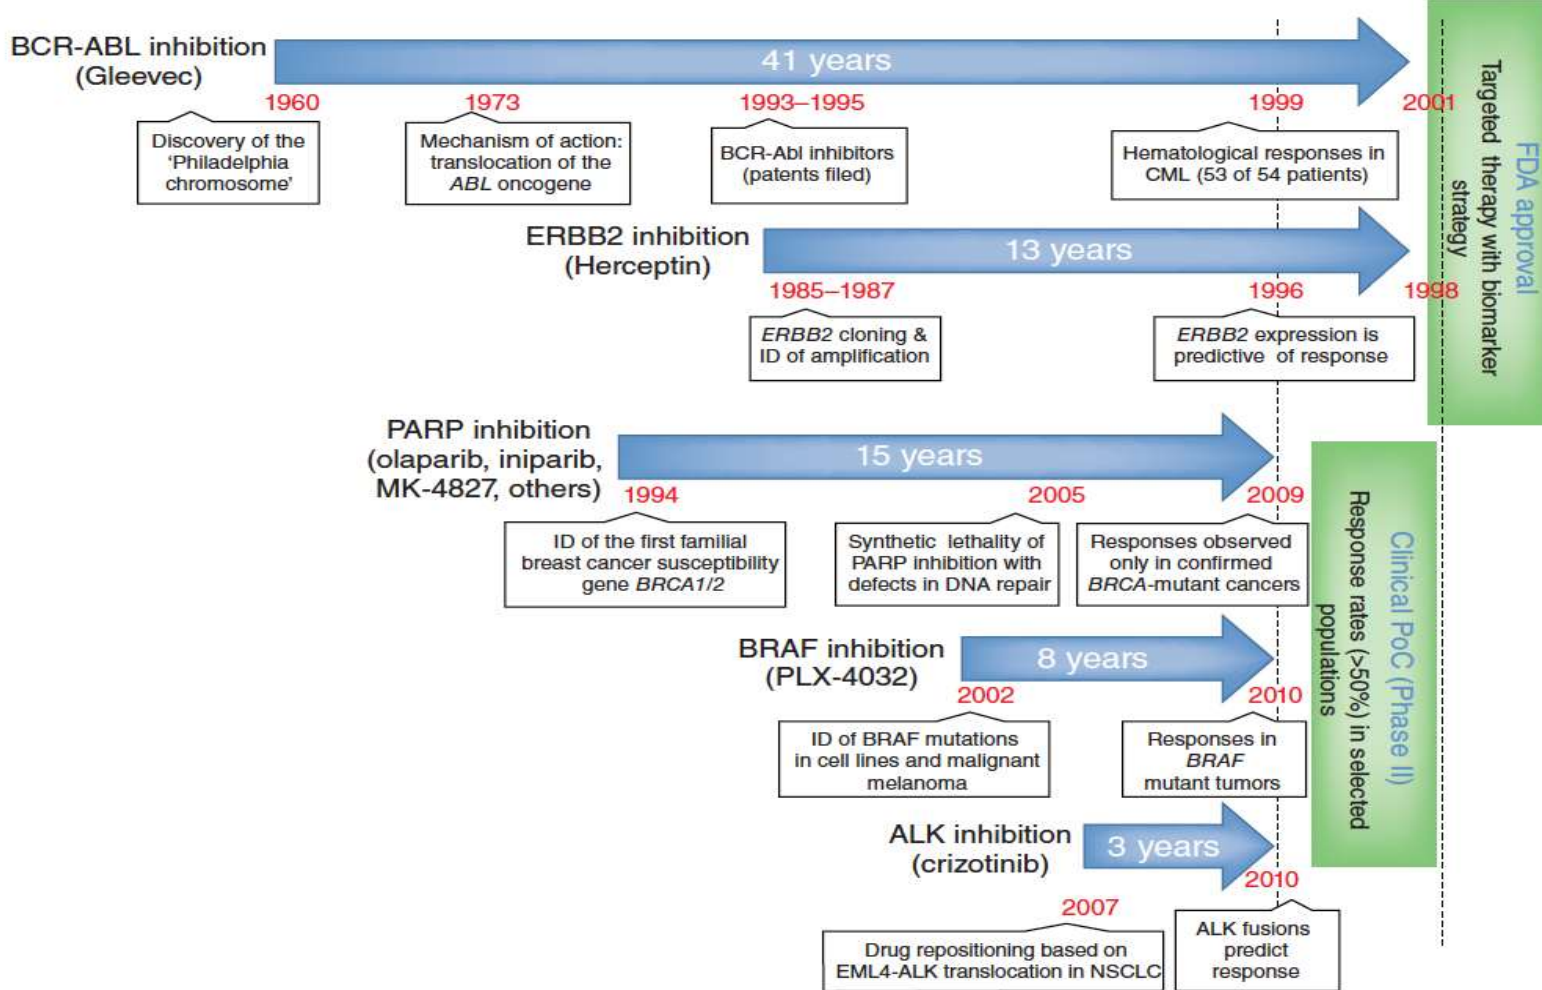 BCR-ABL inhibition
(Gleevec)
41 years
1960
1973
1993–1995
1999
2001
Discovery of the
‘Philadelphia
chromosome’
Mechanism of action:
translocation of the
ABL oncogene
BCR-Abl inhibitors
(patents filed)
Hematological responses in
CML (53 of 54 patients)
ERBB2 inhibition
(Herceptin)
13 years
1985–1987
1996
1998
ERBB2 cloning &
ID of amplification
ERBB2 expression is
predictive of response
FDA approval
Targeted therapy with biomarker
strategy
PARP inhibition
(olaparib, iniparib,
MK-4827, others)
15 years
1994
2005
2009
ID of the first familial
breast cancer susceptibility
gene BRCA1/2
Synthetic lethality of
PARP inhibition with
defects in DNA repair
Responses observed
only in confirmed
BRCA-mutant cancers
BRAF inhibition
(PLX-4032)
8 years
2002
2010
ID of BRAF mutations
in cell lines and malignant
melanoma
Responses in
BRAF
mutant tumors
ALK inhibition
(crizotinib)
3 years
2010
2007
Drug repositioning based on
EML4-ALK translocation in NSCLC
ALK fusions
predict
response
Clinical PoC (Phase II)
Response rates (>50%) in selected
populations